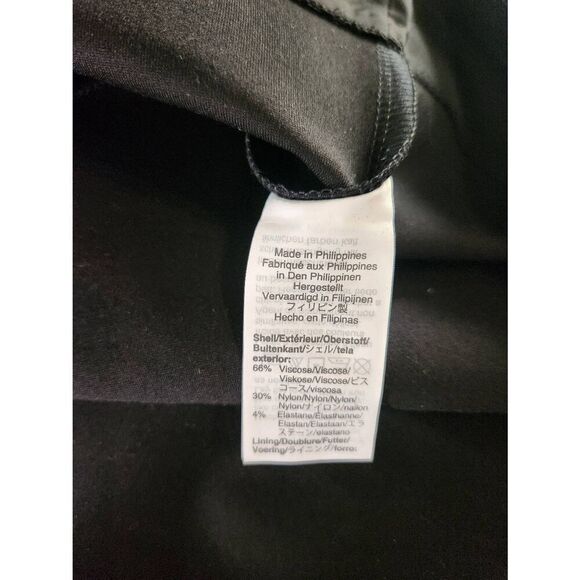 Made in Philippines
Fabriqué aux Philippines
in Den Philippinen
Hergestellt
Vervaardigd in Filipijnen
フィリピン製
Hecho en Filipinas
Shell/Extérieur/Oberstoff/
Buitenkant/シェル/tela
exterior:
66% Viscose/Viscose/
Viskose/Viscose/ビス
コース/viscosa
30% Nylon/Nylon/Nylon/
Nylon/ナイロン/nailon
4% Elastane/Élasthanne/
Elastan/Elastaan/エラ
ステーン/elastano
Lining/Doublure/Futter/
Voering/ライニング/forro: